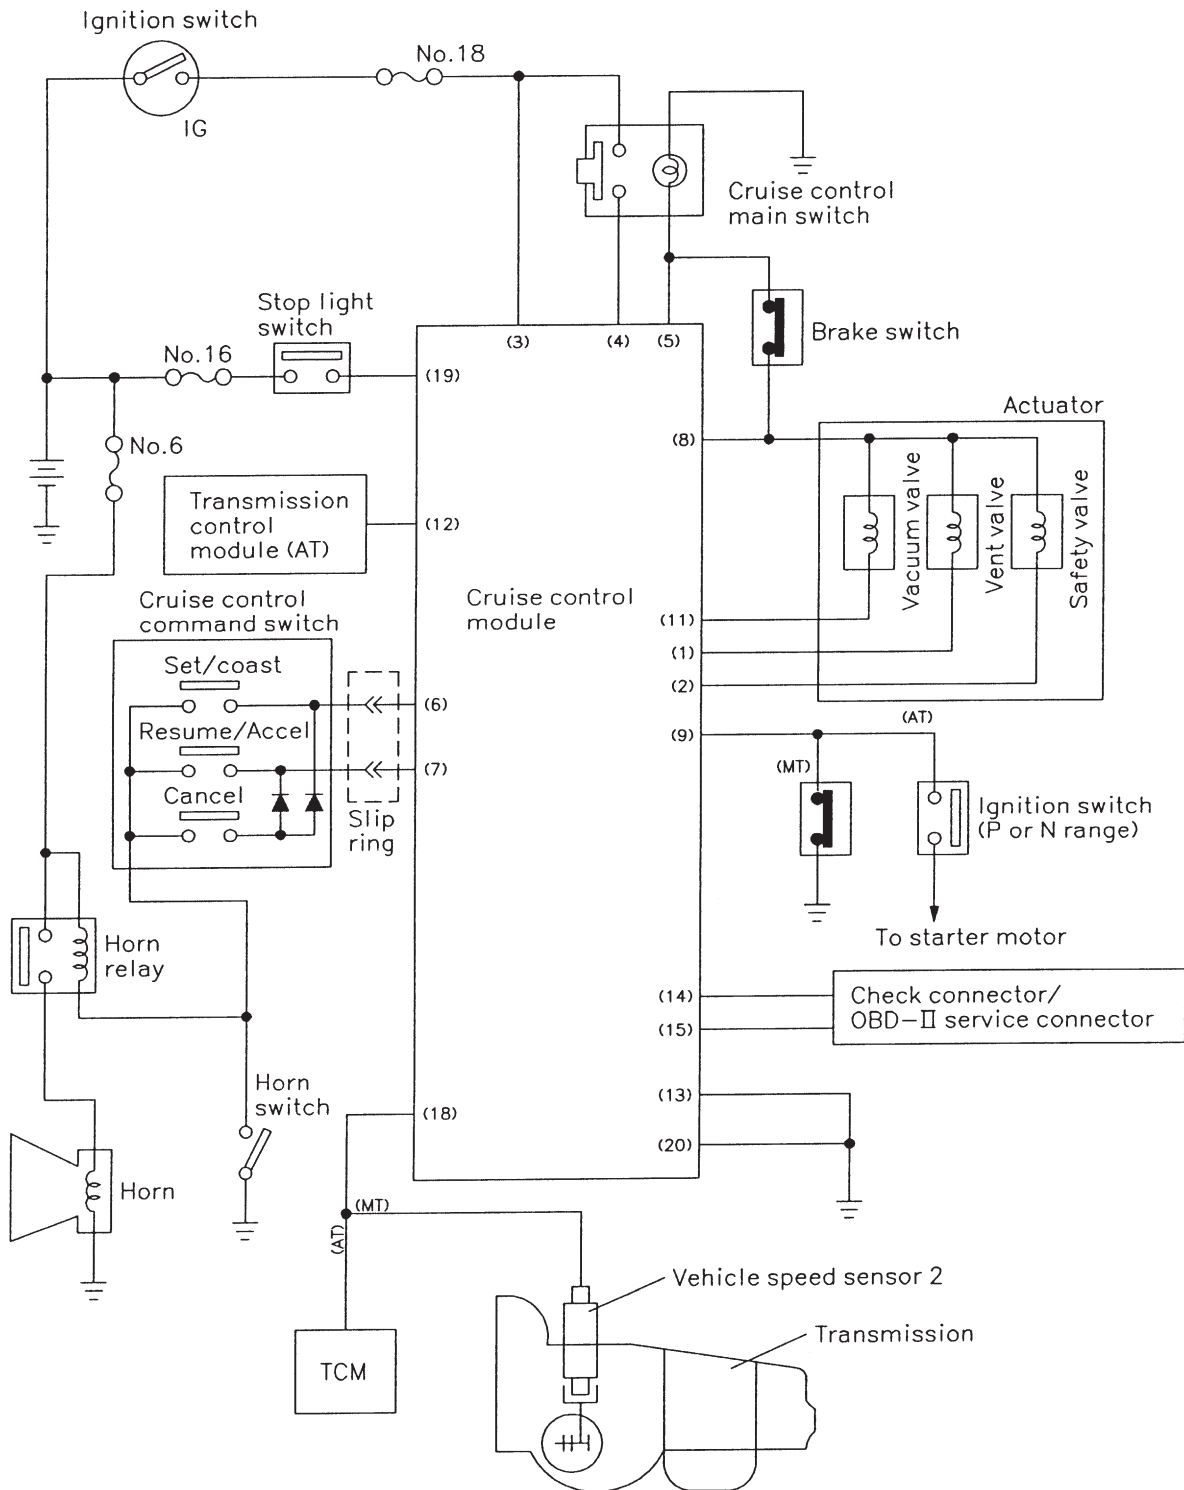 Ignition switch
No.18
IG
Cruise control
main switch
Stop light
switch
Brake switch
(3)
(4)
(5)
No.16
(19)
Actuator
No.6
(8)
Vacuum valve
Vent valve
Safety valve
Transmission
control
module (AT)
(12)
Cruise control
command switch
Cruise control
module
(11)
(1)
(2)
Set/coast
(6)
Resume/Accel
(7)
Cancel
Slip
ring
(9)
(AT)
(MT)
Ignition switch
(P or N range)
To starter motor
Horn
relay
(14)
(15)
Check connector/
OBD-II service connector
Horn
switch
(18)
(13)
(20)
Horn
(MT)
(AT)
Vehicle speed sensor 2
Transmission
TCM